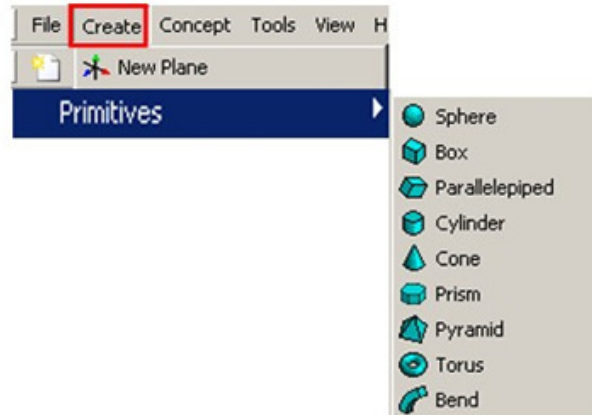 File Create Concept Tools View H
New Plane
Primitives
Sphere
Box
Parallelepiped
Cylinder
Cone
Prism
Pyramid
Torus
Bend